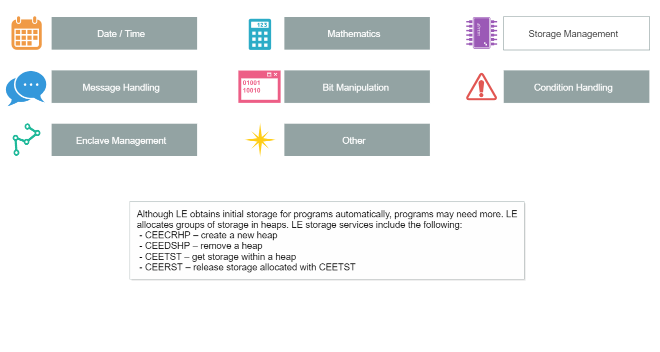 Date / Time
123
Mathematics
Storage Management
Message Handling
01001
10010
Bit Manipulation
Condition Handling
Enclave Management
Other
Although LE obtains initial storage for programs automatically, programs may need more. LE
allocates groups of storage in heaps. LE storage services include the following:
- CEECRHP – create a new heap
- CEEDSHP – remove a heap
- CEETST – get storage within a heap
- CEERST – release storage allocated with CEETST